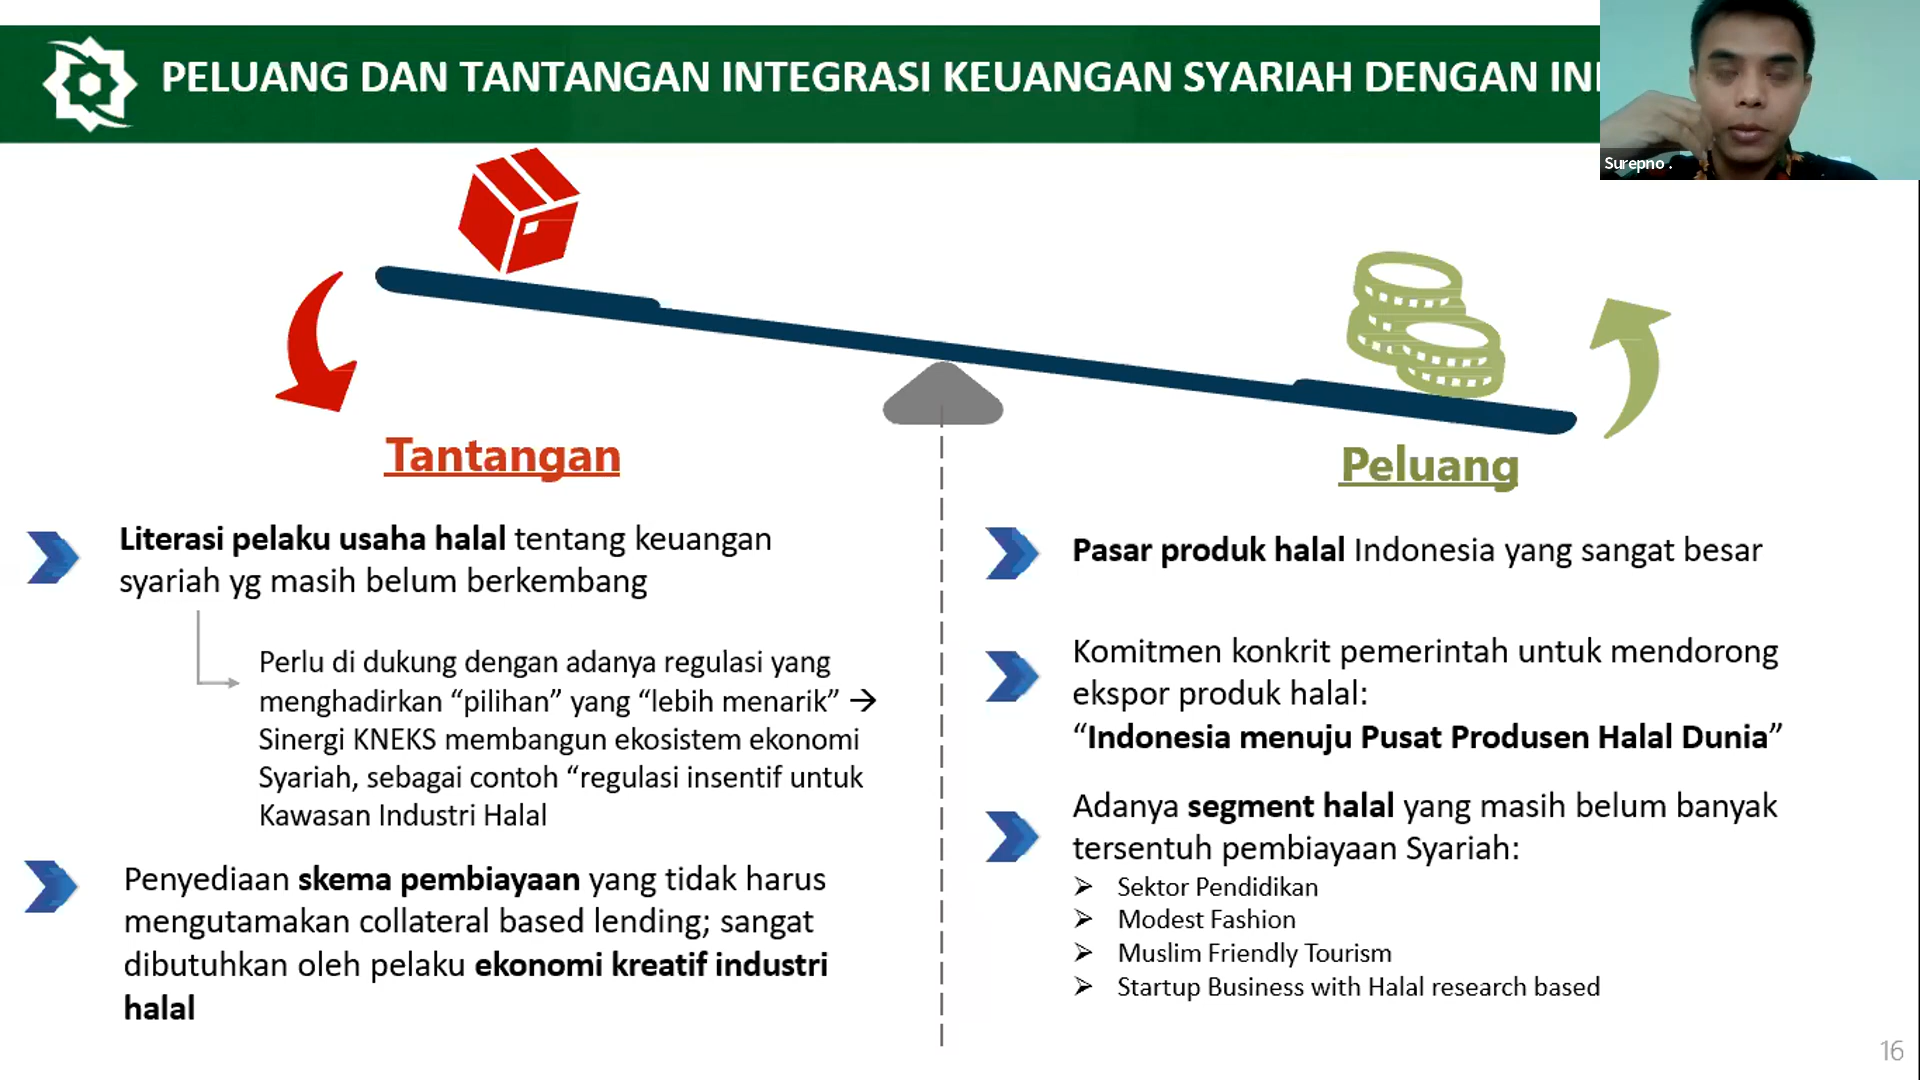 PELUANG DAN TANTANGAN INTEGRASI KEUANGAN SYARIAH DENGAN
Surepno .
Tantangan
Literasi pelaku usaha halal tentang keuangan
syariah yg masih belum berkembang
Perlu di dukung dengan adanya regulasi yang
menghadirkan “pilihan” yang “lebih menarik” →
Sinergi KNEKS membangun ekosistem ekonomi
Syariah, sebagai contoh “regulasi insentif untuk
Kawasan Industri Halal
Penyediaan skema pembiayaan yang tidak harus
mengutamakan collateral based lending; sangat
dibutuhkan oleh pelaku ekonomi kreatif industri
halal
Peluang
Pasar produk halal Indonesia yang sangat besar
Komitmen konkrit pemerintah untuk mendorong
ekspor produk halal:
“Indonesia menuju Pusat Produsen Halal Dunia”
Adanya segment halal yang masih belum banyak
tersentuh pembiayaan Syariah:
➢ Sektor Pendidikan
➢ Modest Fashion
➢ Muslim Friendly Tourism
➢ Startup Business with Halal research based
16